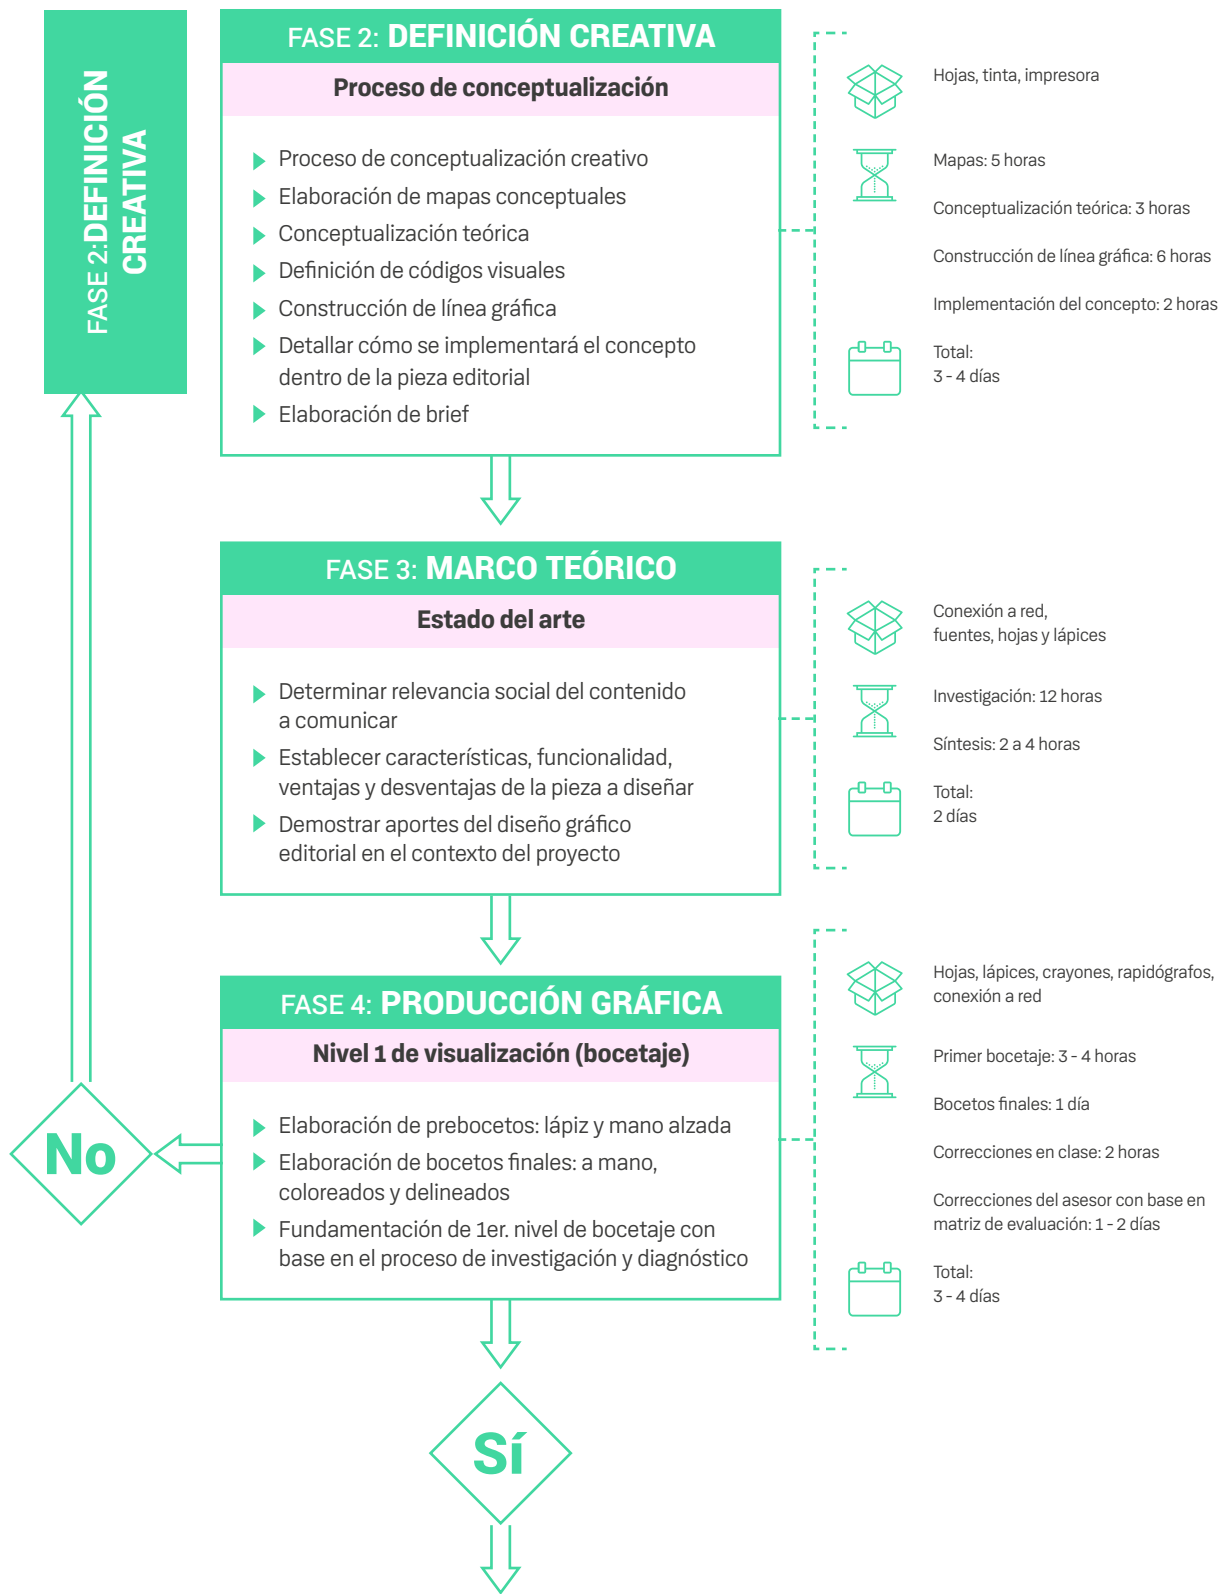 FASE 2:DEFINICIÓN
CREATIVA
FASE 2: DEFINICIÓN CREATIVA
Proceso de conceptualización
Proceso de conceptualización creativo
Elaboración de mapas conceptuales
Conceptualización teórica
Definición de códigos visuales
Construcción de línea gráfica
Detallar cómo se implementará el concepto
dentro de la pieza editorial
Elaboración de brief
Hojas, tinta, impresora
Mapas: 5 horas
Conceptualización teórica: 3 horas
Construcción de línea gráfica: 6 horas
Implementación del concepto: 2 horas
Total:
3 - 4 días
FASE 3: MARCO TEÓRICO
Estado del arte
Determinar relevancia social del contenido
a comunicar
Establecer características, funcionalidad,
ventajas y desventajas de la pieza a diseñar
Demostrar aportes del diseño gráfico
editorial en el contexto del proyecto
Conexión a red,
fuentes, hojas y lápices
Investigación: 12 horas
Síntesis: 2 a 4 horas
Total:
2 días
FASE 4: PRODUCCIÓN GRÁFICA
Nivel 1 de visualización (bocetaje)
Elaboración de prebocetos: lápiz y mano alzada
Elaboración de bocetos finales: a mano,
coloreados y delineados
Fundamentación de 1er. nivel de bocetaje con
base en el proceso de investigación y diagnóstico
Hojas, lápices, crayones, rapidógrafos,
conexión a red
Primer bocetaje: 3 - 4 horas
Bocetos finales: 1 día
Correcciones en clase: 2 horas
Correcciones del asesor con base en
matriz de evaluación: 1 - 2 días
Total:
3 - 4 días
No
Sí